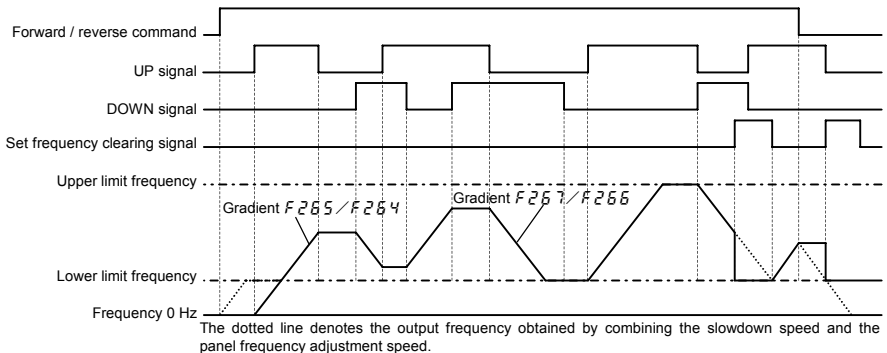 Forward / reverse command
UP signal
DOWN signal
Set frequency clearing signal
Upper limit frequency
Gradient F265/F264
Gradient F267/F266
Lower limit frequency
Frequency 0 Hz
The dotted line denotes the output frequency obtained by combining the slowdown speed and the
panel frequency adjustment speed.